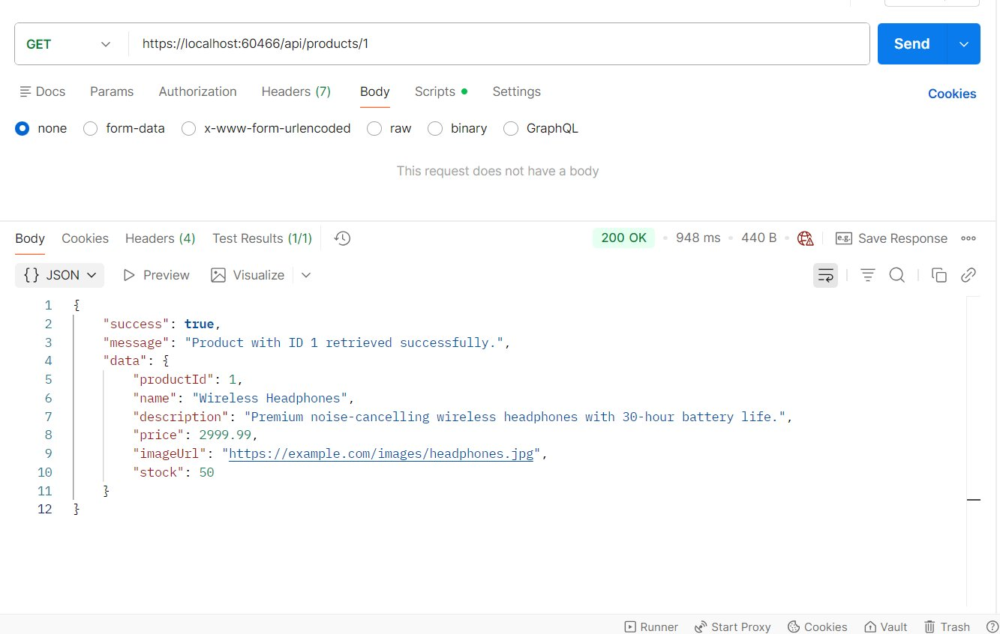 GET https://localhost:60466/api/products/1 Send
Docs Params Authorization Headers (7) Body Scripts Settings Cookies
none form-data x-www-form-urlencoded raw binary GraphQL
This request does not have a body
Body Cookies Headers (4) Test Results (1/1) 200 OK 948 ms 440 B e.g. Save Response
{} JSON Preview Visualize
1 {
2 "success": true,
3 "message": "Product with ID 1 retrieved successfully.",
4 "data": {
5 "productId": 1,
6 "name": "Wireless Headphones",
7 "description": "Premium noise-cancelling wireless headphones with 30-hour battery life.",
8 "price": 2999.99,
9 "imageUrl": "https://example.com/images/headphones.jpg",
10 "stock": 50
11 }
12 }
Runner Start Proxy Cookies Vault Trash